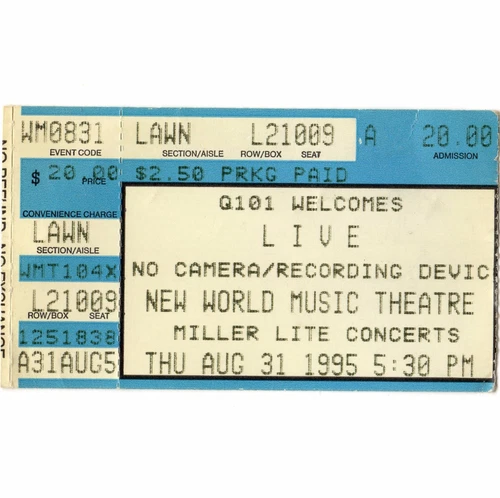 WM0831 LAWN L21009 A 20.00
EVENT CODE SECTION/AISLE ROW/BOX SEAT ADMISSION
$ 20.00 $2.50 PRKG PAID
PRICE
Q101 WELCOMES
CONVENIENCE CHARGE
LAWN
SECTION/AISLE
LIVE
WMT104X
NO CAMERA/RECORDING DEVIC
L21009
ROW/BOX SEAT
NEW WORLD MUSIC THEATRE
1251838
MILLER LITE CONCERTS
A31AUG5
THU AUG 31 1995 5:30 PM
NO REFUND NO EXCHANGE